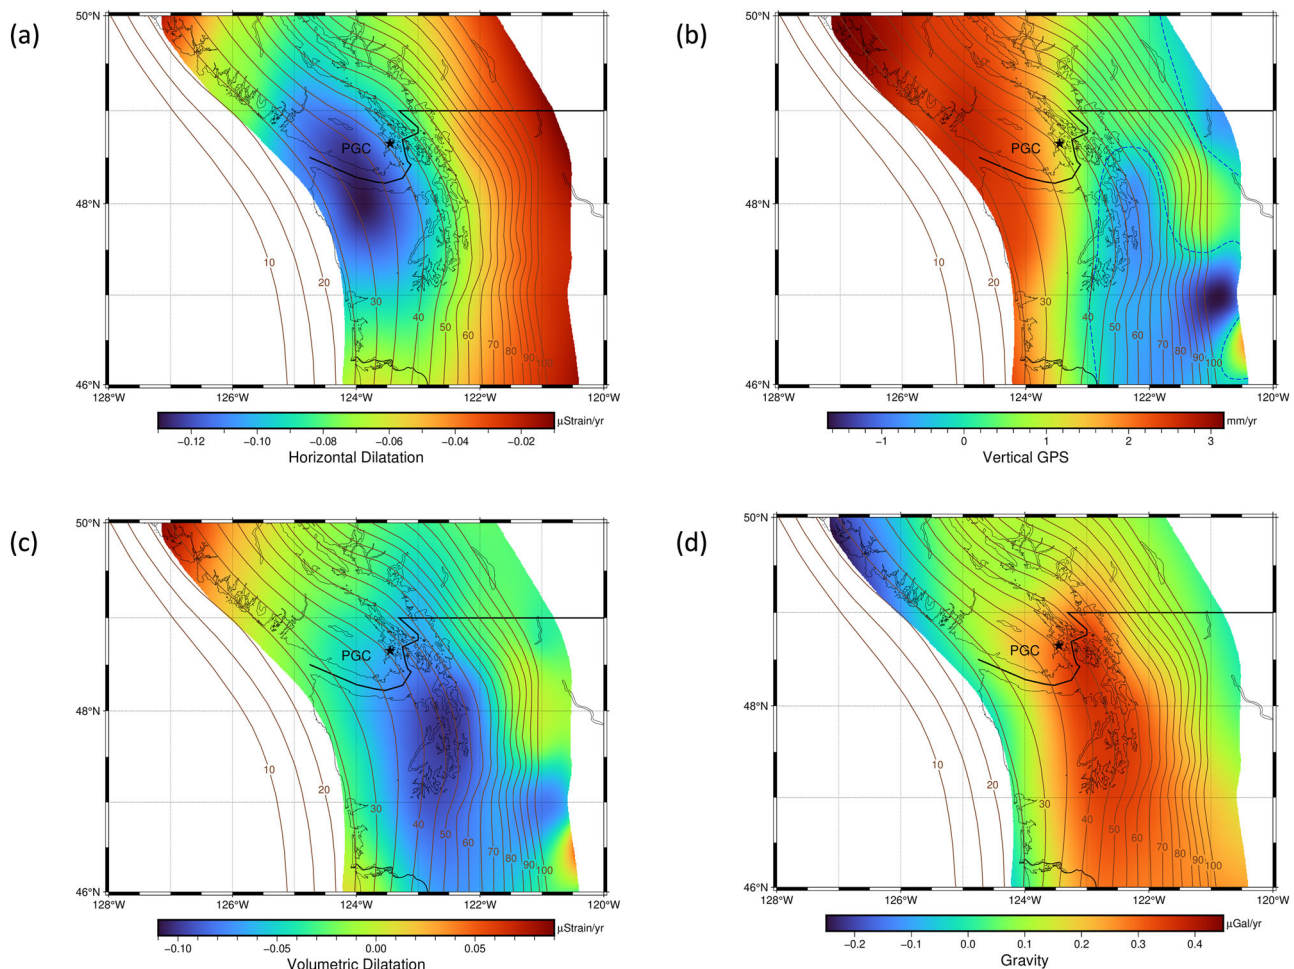 (a)
50°N
48°N
46°N
128°W
126°W
124°W
122°W
120°W
PGC
10
20
30
40
50
60
70
80
90
100
−0.12
−0.10
−0.08
−0.06
−0.04
−0.02
μStrain/yr
Horizontal Dilatation
(b)
50°N
48°N
46°N
128°W
126°W
124°W
122°W
120°W
PGC
10
20
30
40
50
60
70
80
90
100
−1
0
1
2
3
mm/yr
Vertical GPS
(c)
50°N
48°N
46°N
128°W
126°W
124°W
122°W
120°W
PGC
10
20
30
40
50
60
70
80
90
100
−0.10
−0.05
0.00
0.05
μStrain/yr
Volumetric Dilatation
(d)
50°N
48°N
46°N
128°W
126°W
124°W
122°W
120°W
PGC
10
20
30
40
50
60
70
80
90
100
−0.2
−0.1
0.0
0.1
0.2
0.3
0.4
μGal/yr
Gravity